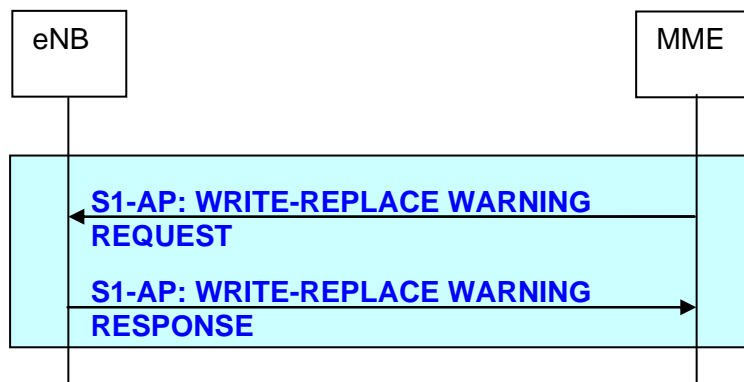 eNB
MME
S1-AP: WRITE-REPLACE WARNING
REQUEST
S1-AP: WRITE-REPLACE WARNING
RESPONSE